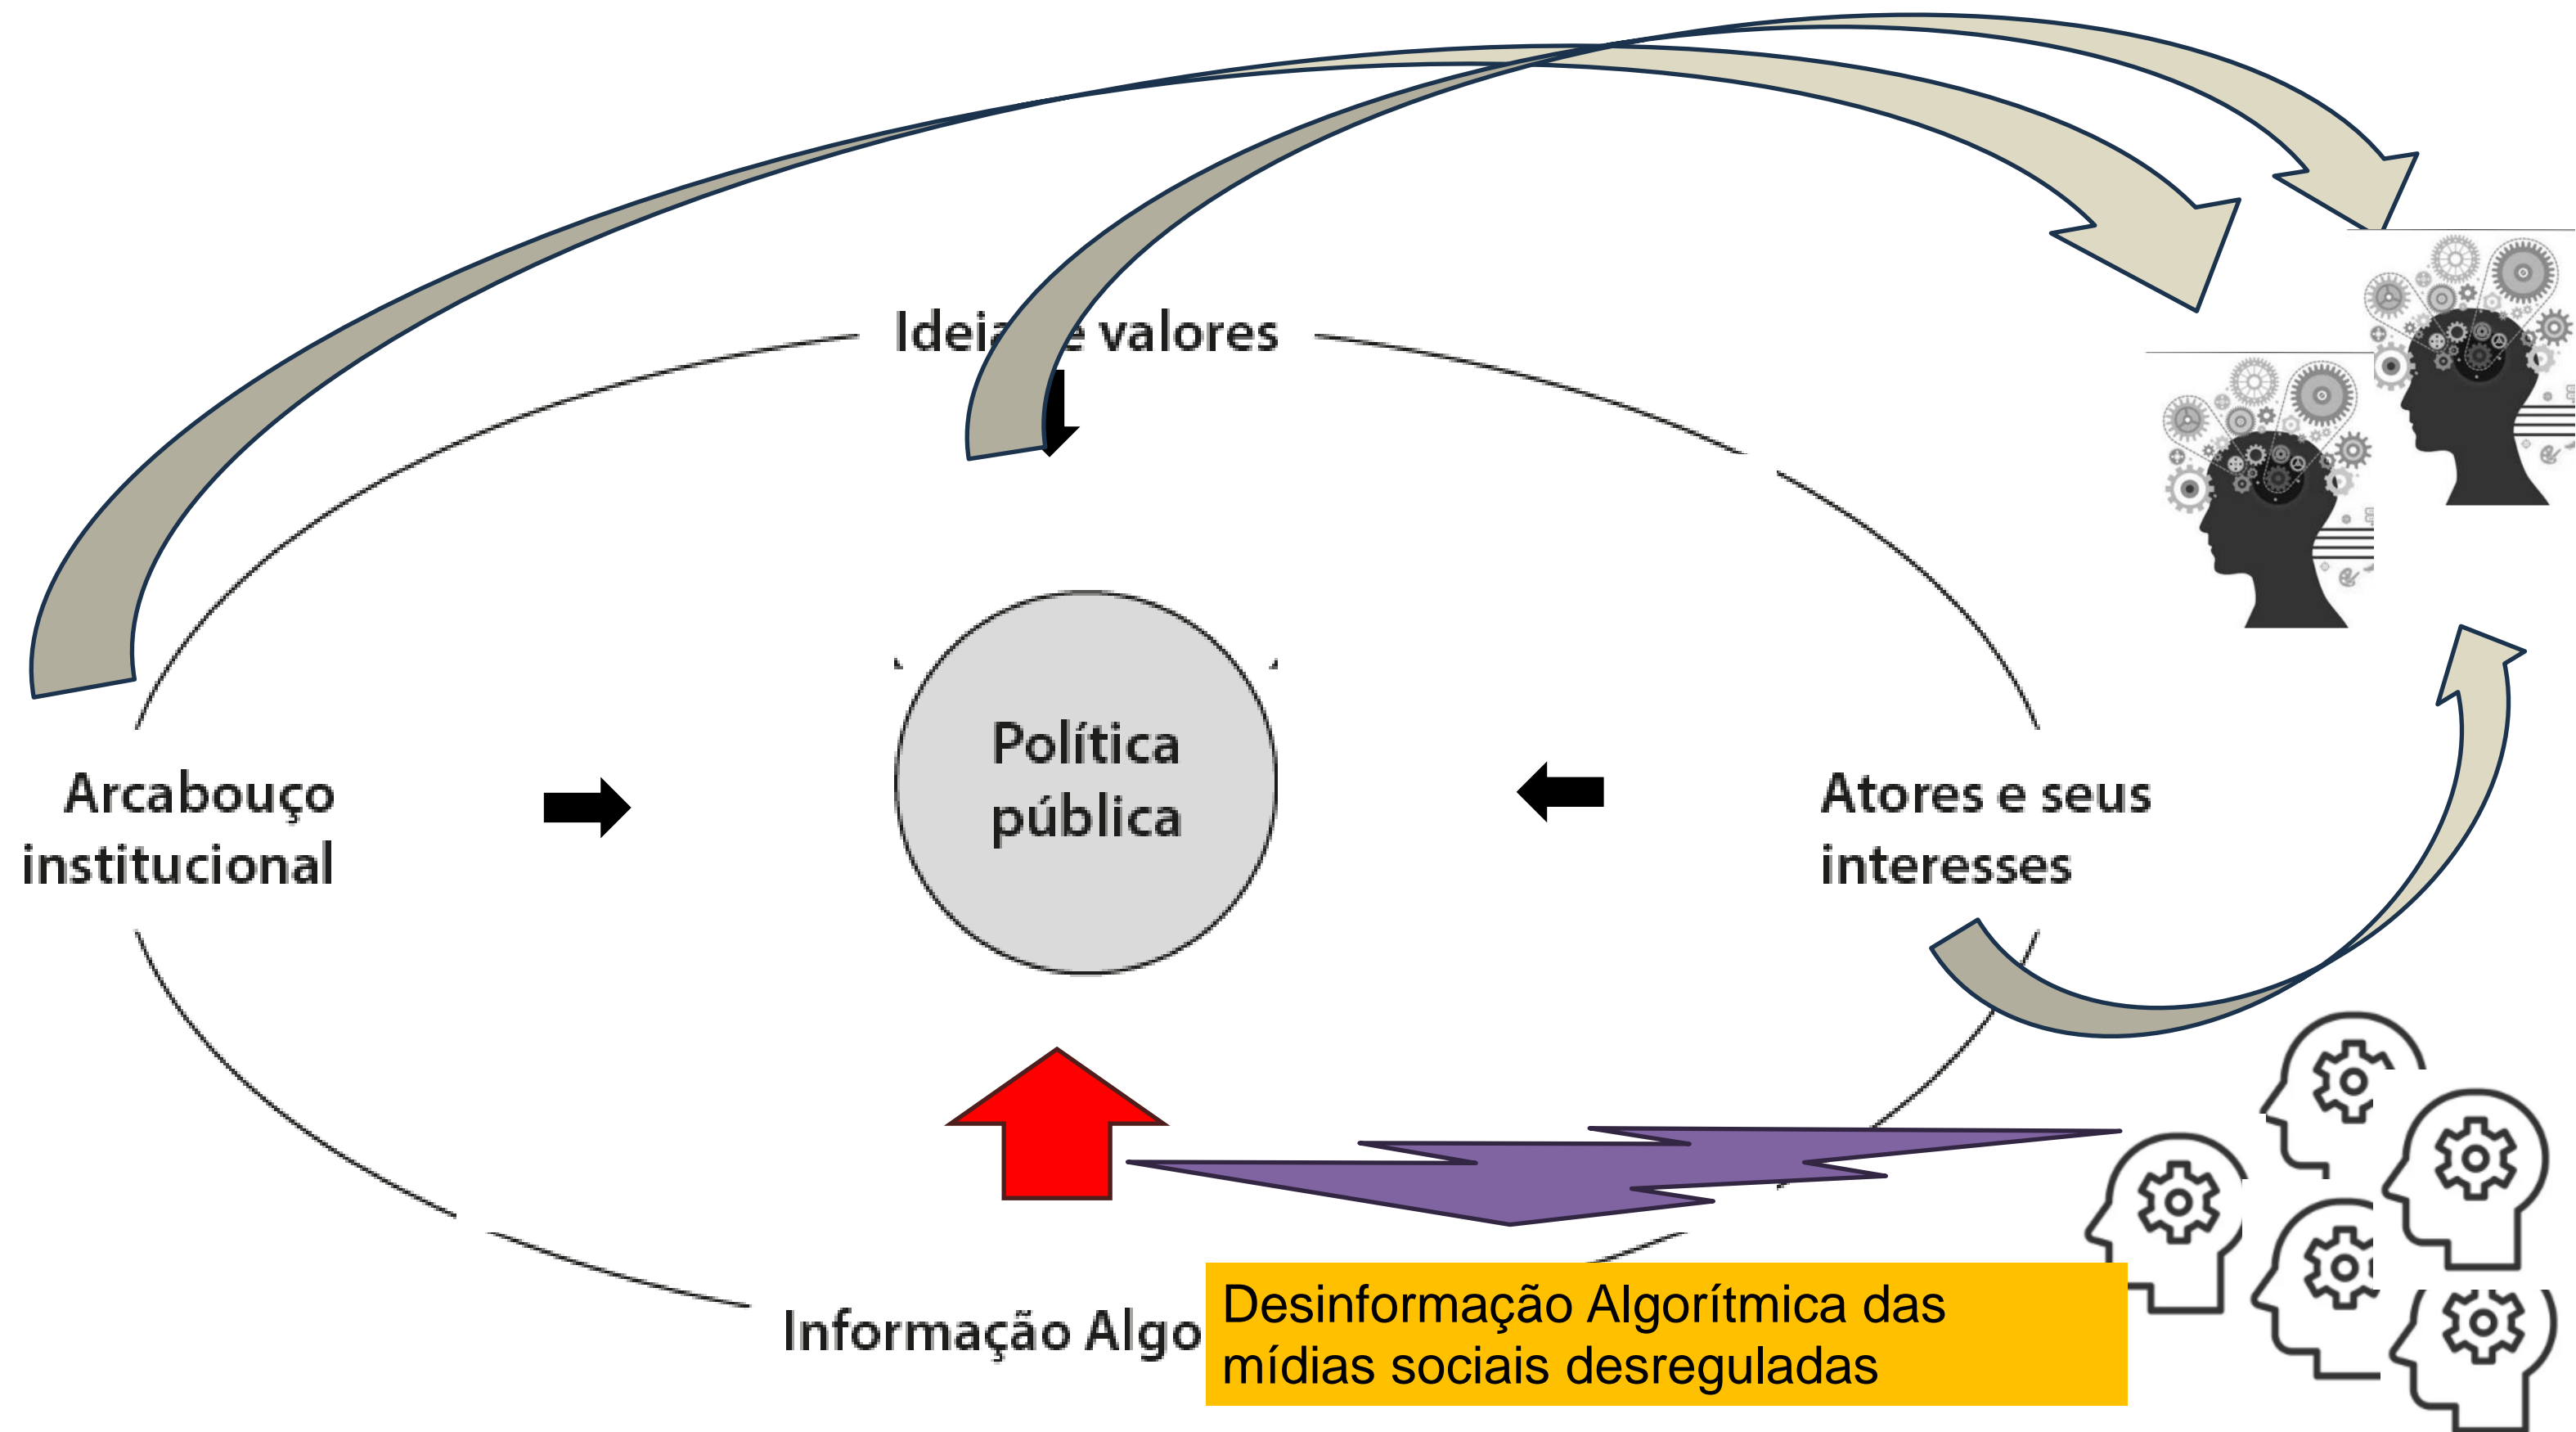 Ideia e valores
Política
pública
Arcabouço
institucional
Atores e seus
interesses
Informação Algo
Desinformação Algorítmica das
mídias sociais desreguladas